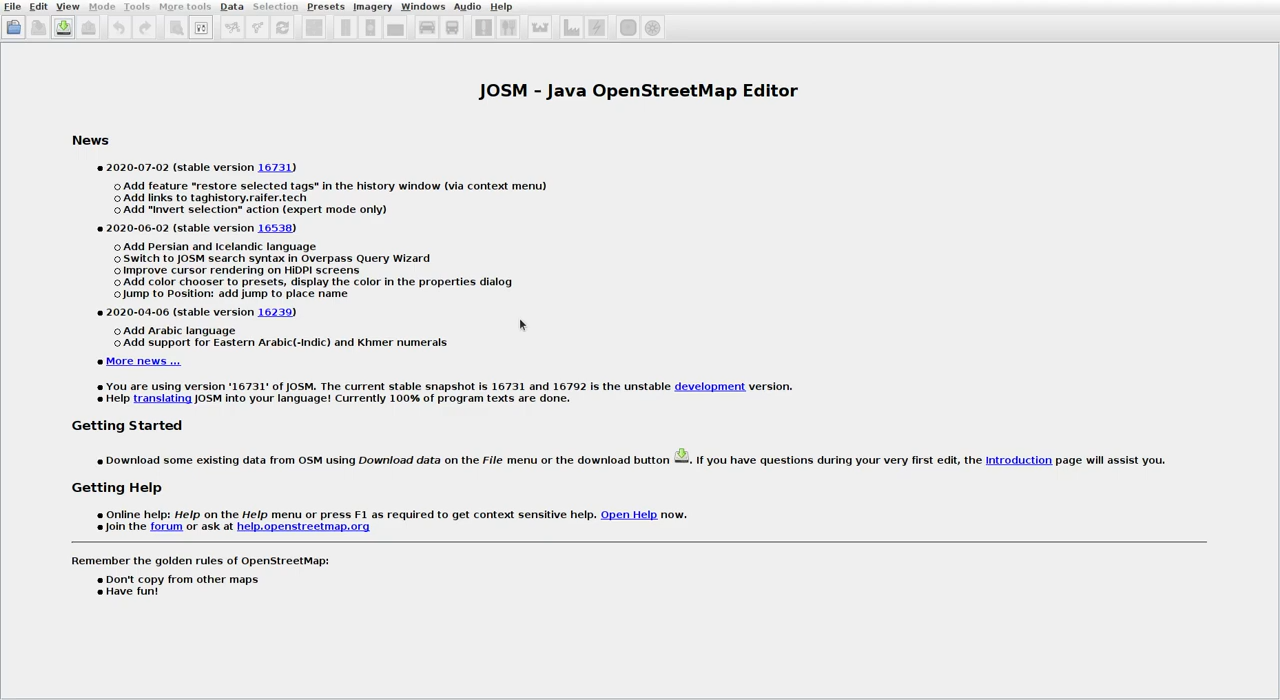 File Edit View Mode Tools More tools Data Selection Presets Imagery Windows Audio Help
JOSM – Java OpenStreetMap Editor
News
2020-07-02 (stable version 16731)
Add feature "restore selected tags" in the history window (via context menu)
Add links to taghistory.raifer.tech
Add "Invert selection" action (expert mode only)
2020-06-02 (stable version 16538)
Add Persian and Icelandic language
Switch to JOSM search syntax in Overpass Query Wizard
Improve cursor rendering on HiDPI screens
Add color chooser to presets, display the color in the properties dialog
Jump to Position: add jump to place name
2020-04-06 (stable version 16239)
Add Arabic language
Add support for Eastern Arabic(-Indic) and Khmer numerals
More news ...
You are using version '16731' of JOSM. The current stable snapshot is 16731 and 16792 is the unstable development version.
Help translating JOSM into your language! Currently 100% of program texts are done.
Getting Started
Download some existing data from OSM using Download data on the File menu or the download button . If you have questions during your very first edit, the Introduction page will assist you.
Getting Help
Online help: Help on the Help menu or press F1 as required to get context sensitive help. Open Help now.
Join the forum or ask at help.openstreetmap.org
Remember the golden rules of OpenStreetMap:
Don't copy from other maps
Have fun!